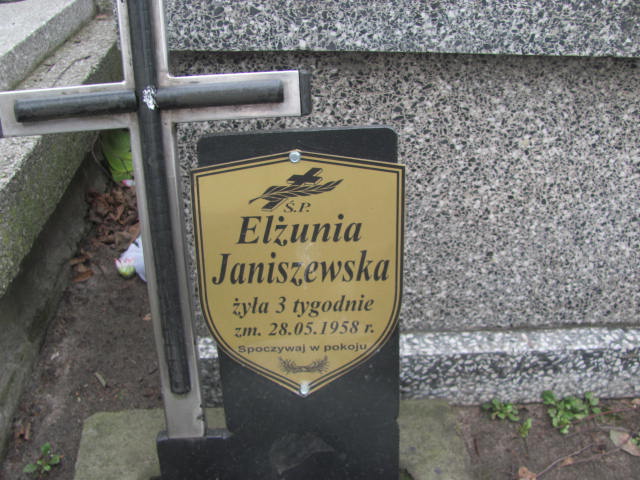 Ś.P.
Elżunia
Janiszewska
żyła 3 tygodnie
zm. 28.05.1958 r.
Spoczywaj w pokoju